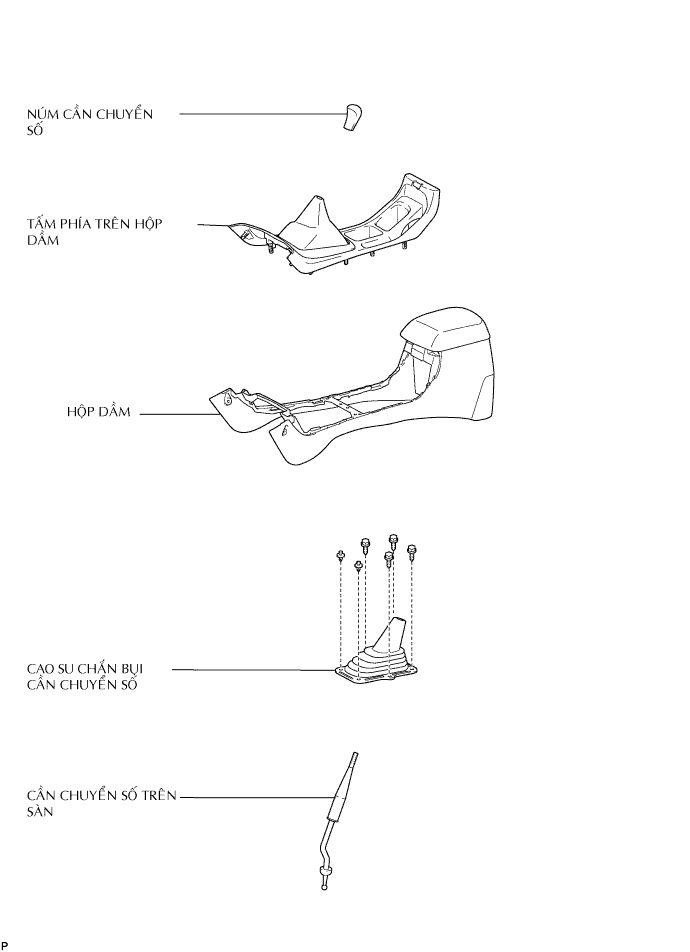 NÚM CẦN CHUYỂN
SỐ
TẤM PHÍA TRÊN HỘP
DẦM
HỘP DẦM
CAO SU CHẮN BỤI
CẦN CHUYỂN SỐ
CẦN CHUYỂN SỐ TRÊN
SÀN
P